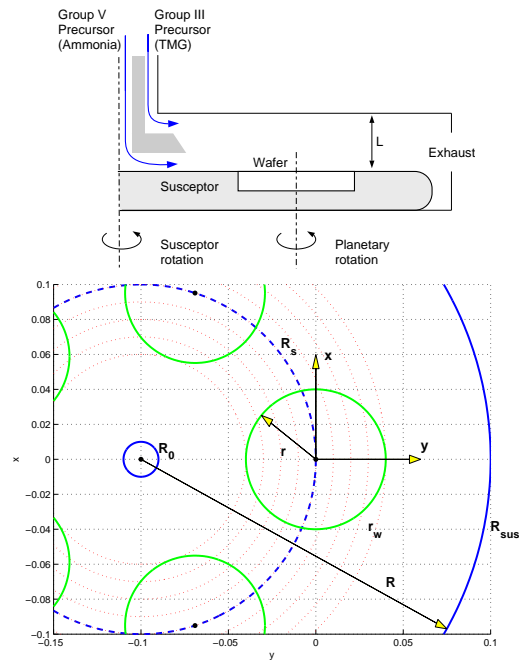 Group V
Precursor
(Ammonia)
Group III
Precursor
(TMG)
L
Exhaust
Wafer
Susceptor
Susceptor
rotation
Planetary
rotation
0.1
0.08
0.06
0.04
0.02
0
−0.02
−0.04
−0.06
−0.08
−0.1
x
R_s
x
R_0
r
y
r_w
R_sus
R
−0.15
−0.1
−0.05
0
0.05
0.1
y